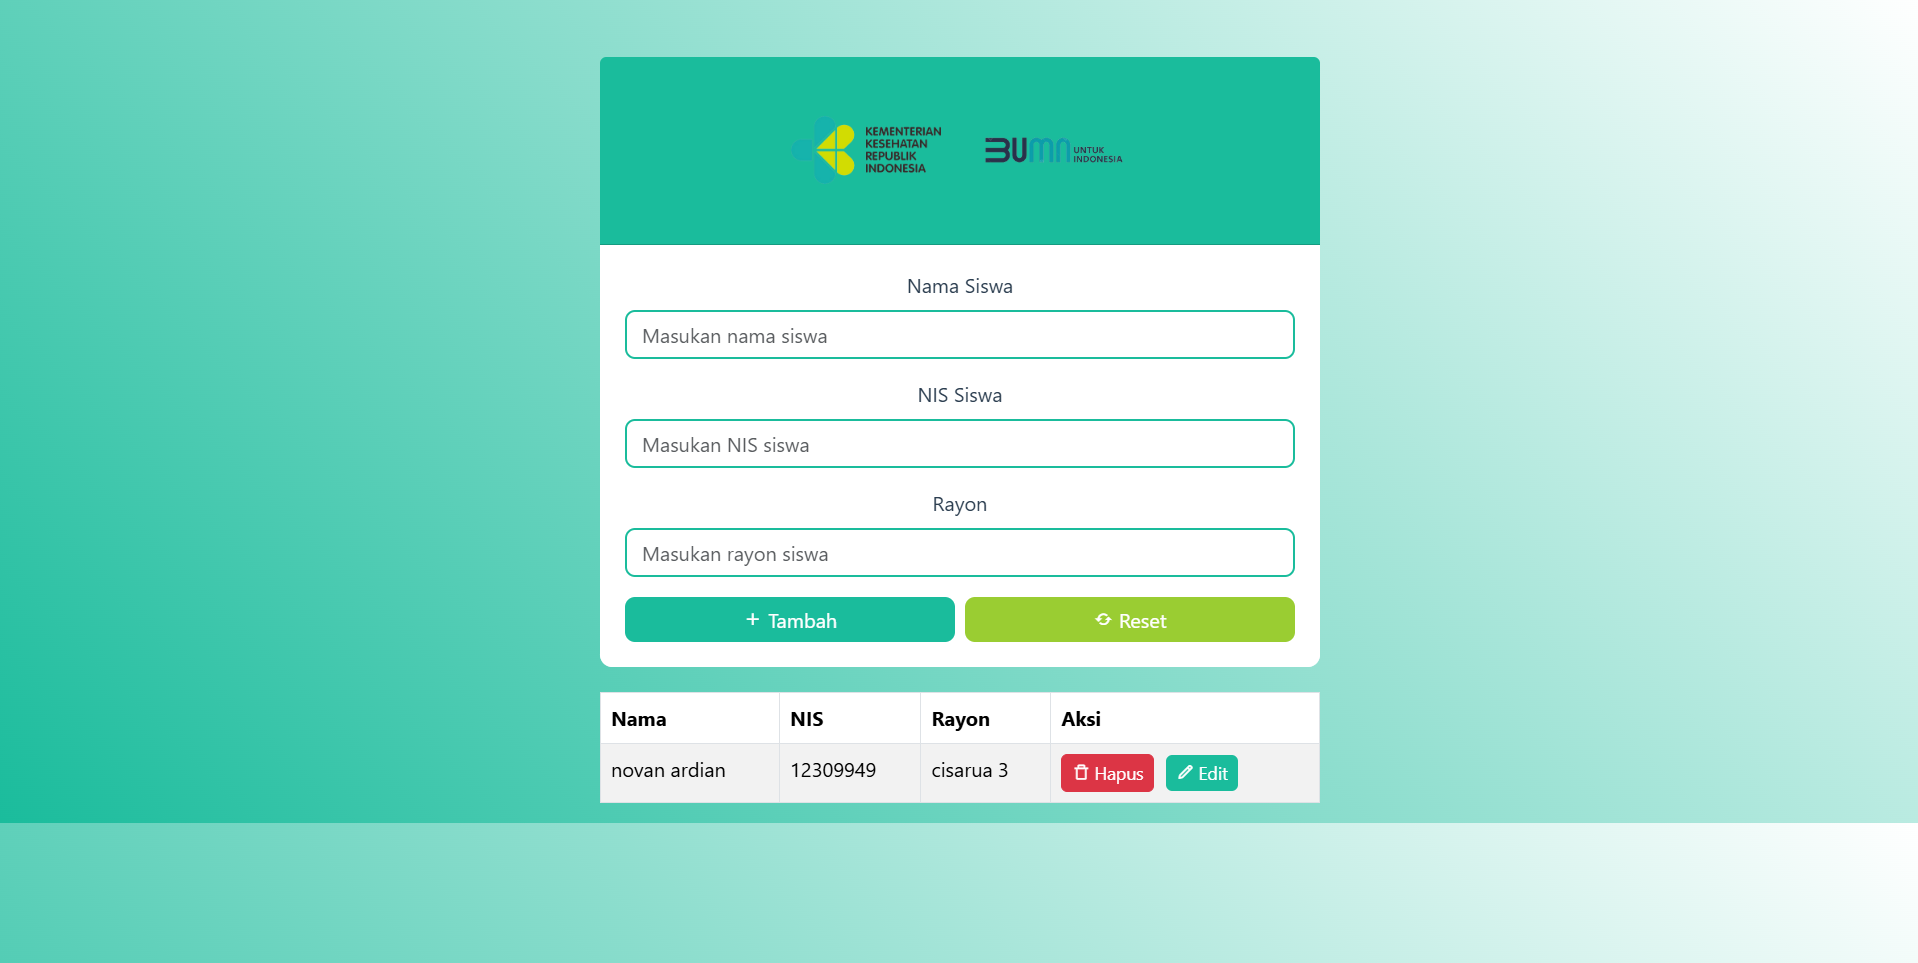 KEMENTERIAN
KESEHATAN
REPUBLIK
INDONESIA
BUMN UNTUK
INDONESIA
Nama Siswa
Masukan nama siswa
NIS Siswa
Masukan NIS siswa
Rayon
Masukan rayon siswa
Tambah Reset
Nama NIS Rayon Aksi
novan ardian 12309949 cisarua 3 Hapus Edit